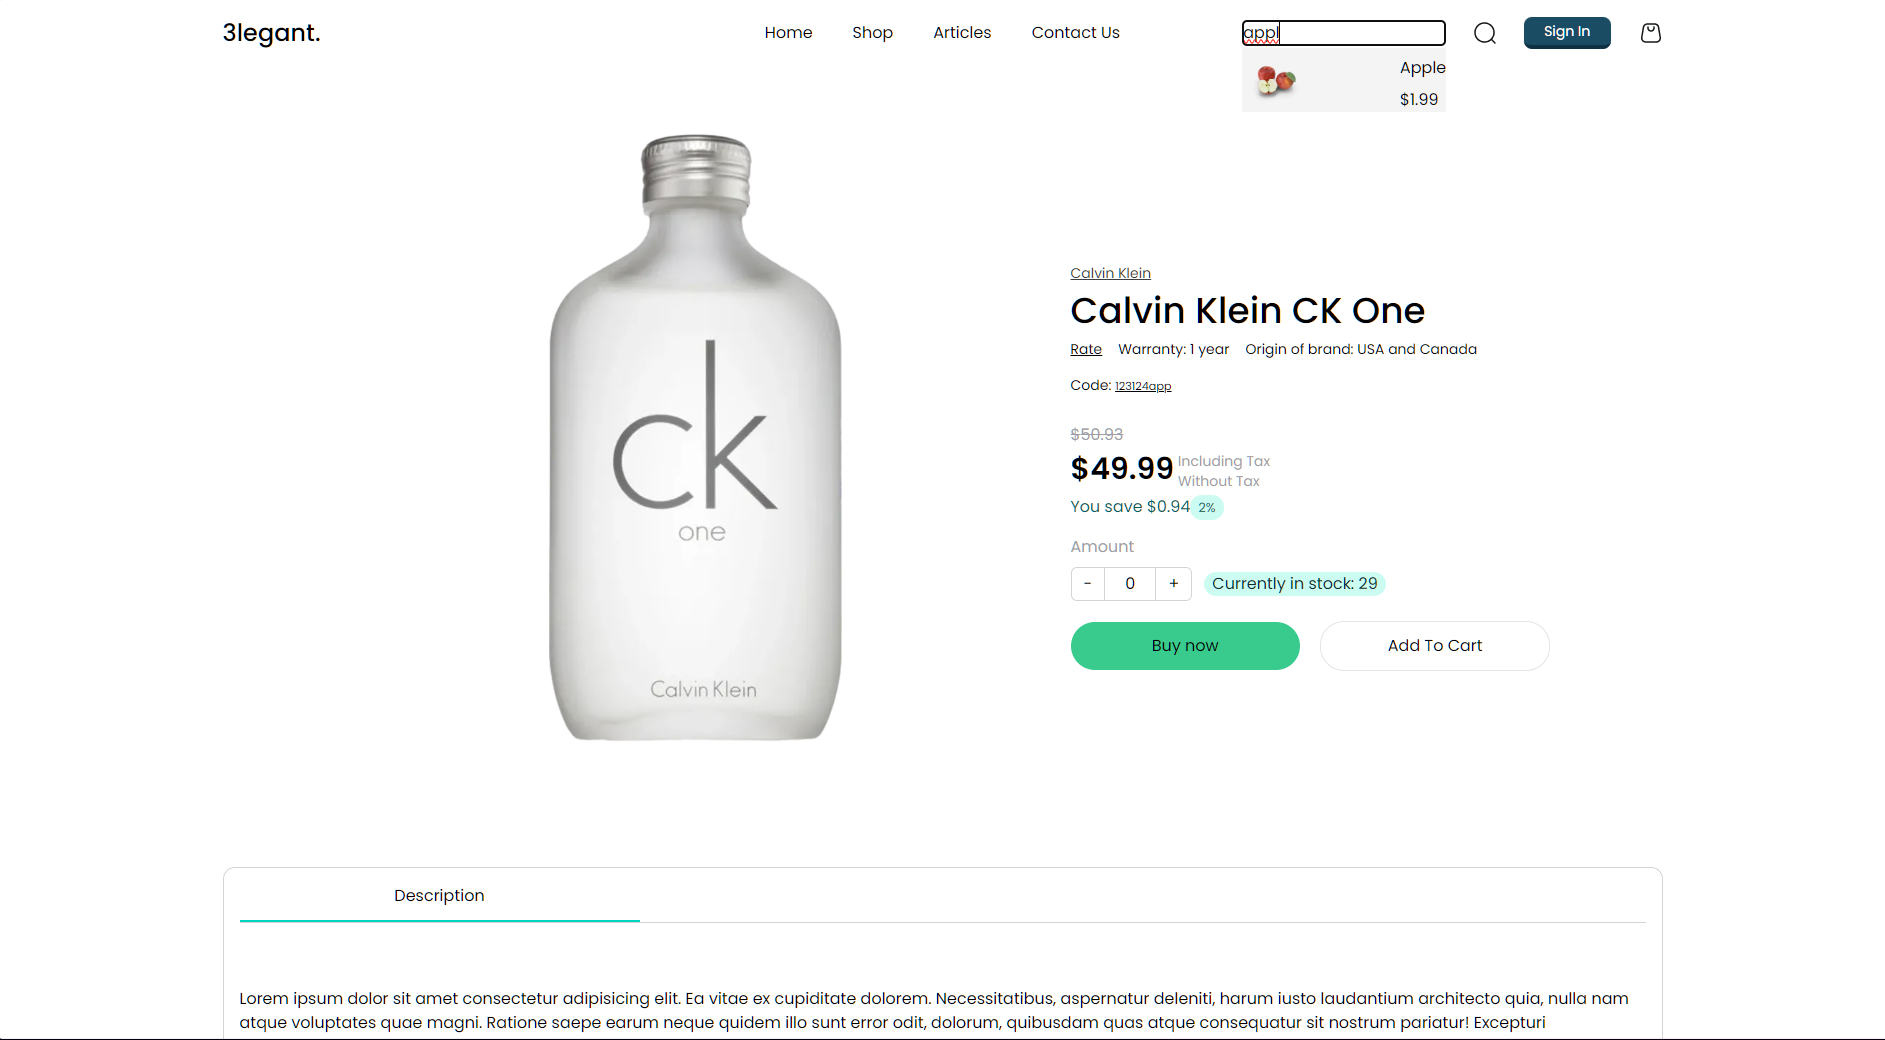 3legant.
Home Shop Articles Contact Us
appl
Sign In
Apple
$1.99
ck
one
Calvin Klein
Calvin Klein
Calvin Klein CK One
Rate Warranty: 1 year Origin of brand: USA and Canada
Code: 123124app
$50.93
$49.99 Including Tax
Without Tax
You save $0.94 2%
Amount
- 0 + Currently in stock: 29
Buy now Add To Cart
Description
Lorem ipsum dolor sit amet consectetur adipisicing elit. Ea vitae ex cupiditate dolorem. Necessitatibus, aspernatur deleniti, harum iusto laudantium architecto quia, nulla nam
atque voluptates quae magni. Ratione saepe earum neque quidem illo sunt error odit, dolorum, quibusdam quas atque consequatur sit nostrum pariatur! Excepturi